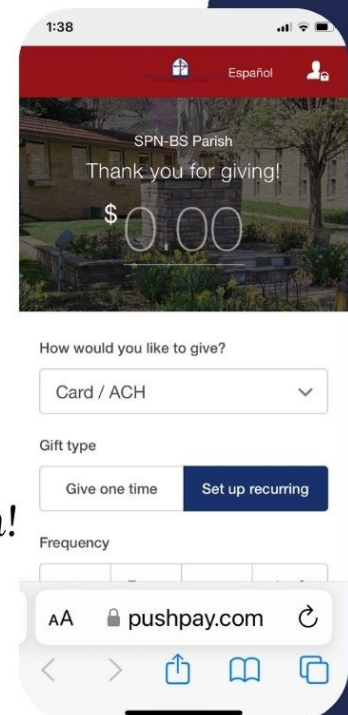 1:38
Español
SPN-BS Parish
Thank you for giving!
$0.00
How would you like to give?
Card / ACH
Gift type
Give one time Set up recurring
!
Frequency
AA pushpay.com